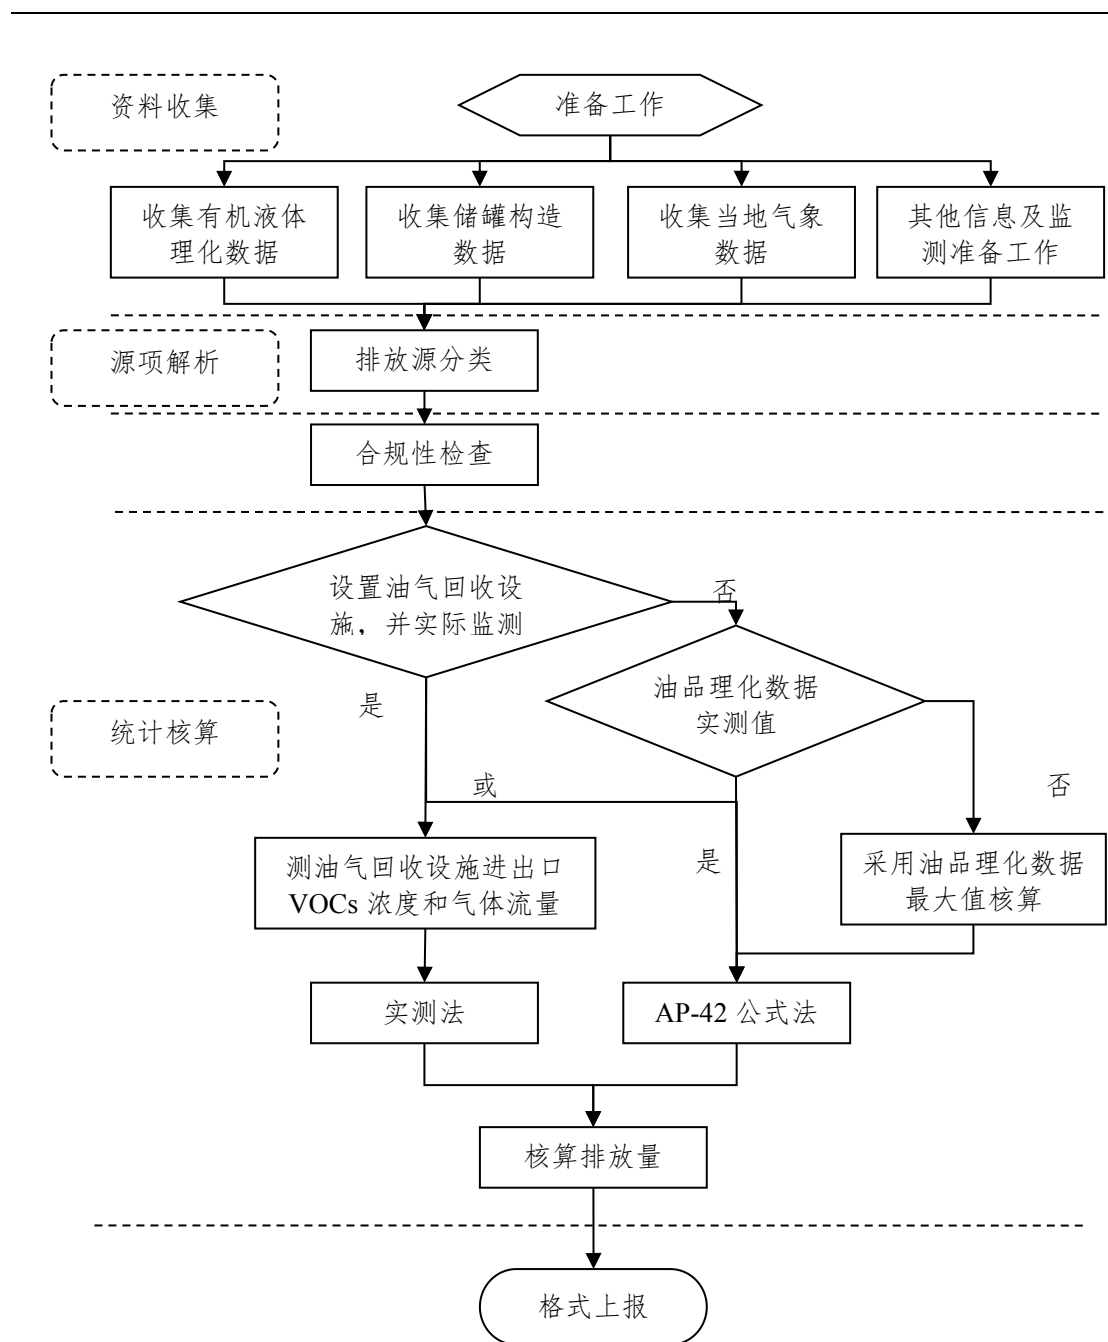 资料收集
准备工作
收集有机液体
理化数据
收集储罐构造
数据
收集当地气象
数据
其他信息及监
测准备工作
源项解析
排放源分类
合规性检查
设置油气回收设
施，并实际监测
否
是
油品理化数据
实测值
统计核算
或
否
测油气回收设施进出口
VOCs 浓度和气体流量
是
采用油品理化数据
最大值核算
实测法
AP-42 公式法
核算排放量
格式上报